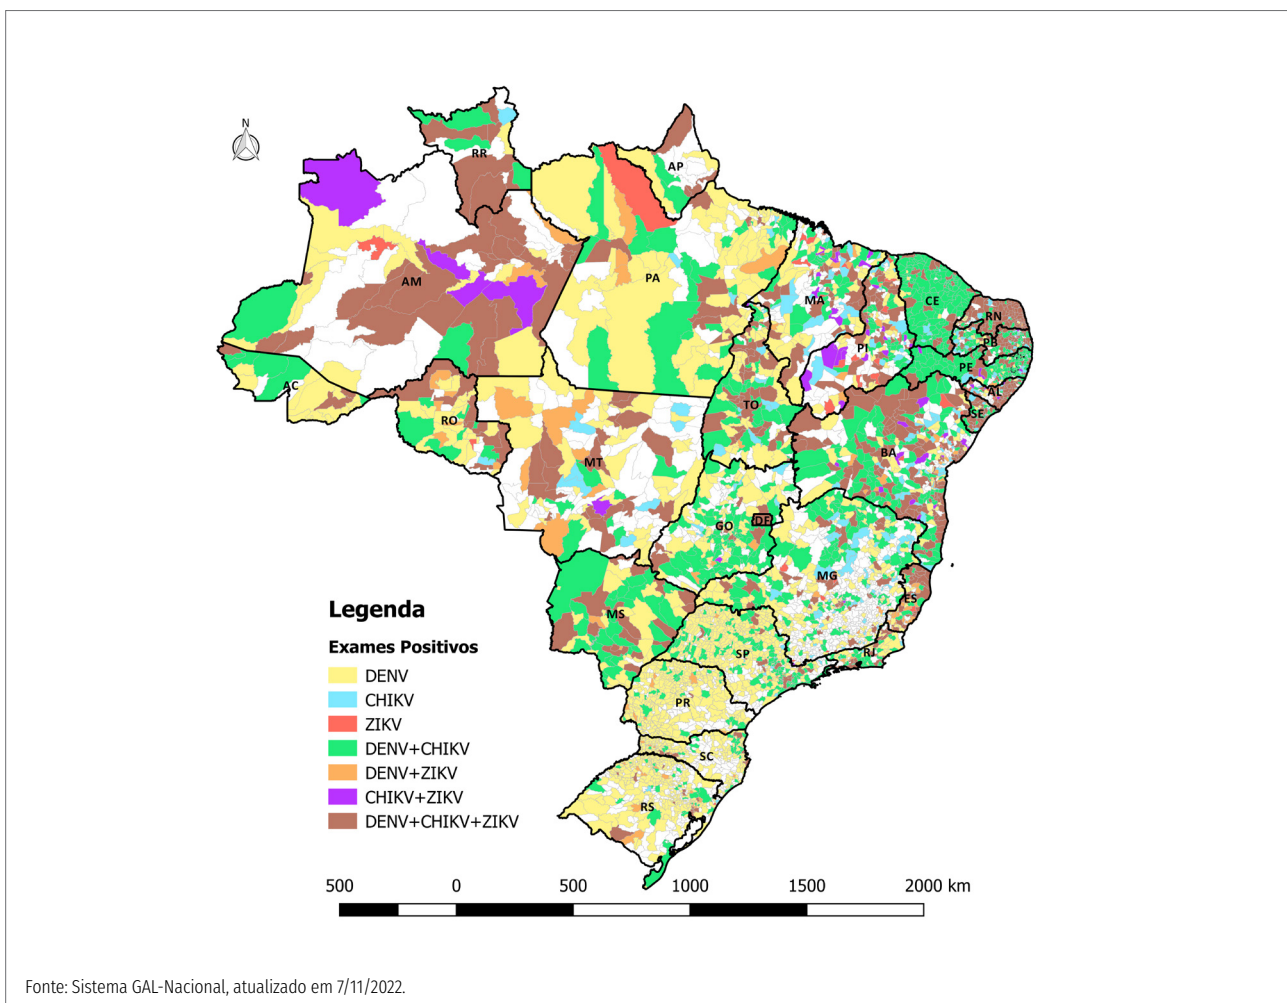 N
RR
AP
AM
PA
MA
CE
RN
PB
PI
PE
AC
AL
TO
SE
RO
BA
MT
GO
DF
MG
ES
MS
SP
RJ
PR
SC
RS
Legenda
Exames Positivos
DENV
CHIKV
ZIKV
DENV+CHIKV
DENV+ZIKV
CHIKV+ZIKV
DENV+CHIKV+ZIKV
500 0 500 1000 1500 2000 km
Fonte: Sistema GAL-Nacional, atualizado em 7/11/2022.